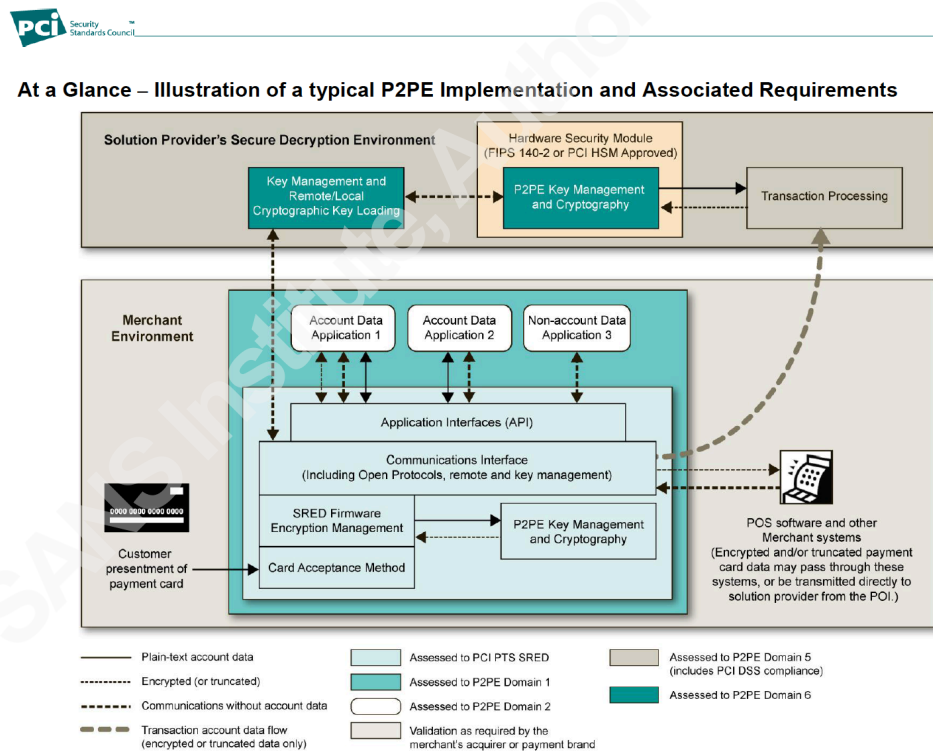 PCI Security ™
Standards Council
At a Glance – Illustration of a typical P2PE Implementation and Associated Requirements
Solution Provider's Secure Decryption Environment
Hardware Security Module
(FIPS 140-2 or PCI HSM Approved)
Key Management and
Remote/Local
Cryptographic Key Loading
P2PE Key Management
and Cryptography
Transaction Processing
Merchant
Environment
Account Data
Application 1
Account Data
Application 2
Non-account Data
Application 3
Application Interfaces (API)
Communications Interface
(Including Open Protocols, remote and key management)
SRED Firmware
Encryption Management
P2PE Key Management
and Cryptography
Card Acceptance Method
0000 0000 0000 0000
Customer
presentment of
payment card
POS software and other
Merchant systems
(Encrypted and/or truncated payment
card data may pass through these
systems, or be transmitted directly to
solution provider from the POI.)
Plain-text account data
Encrypted (or truncated)
Communications without account data
Transaction account data flow
(encrypted or truncated data only)
Assessed to PCI PTS SRED
Assessed to P2PE Domain 1
Assessed to P2PE Domain 2
Validation as required by the
merchant's acquirer or payment brand
Assessed to P2PE Domain 5
(includes PCI DSS compliance)
Assessed to P2PE Domain 6
SANS Institute, Author